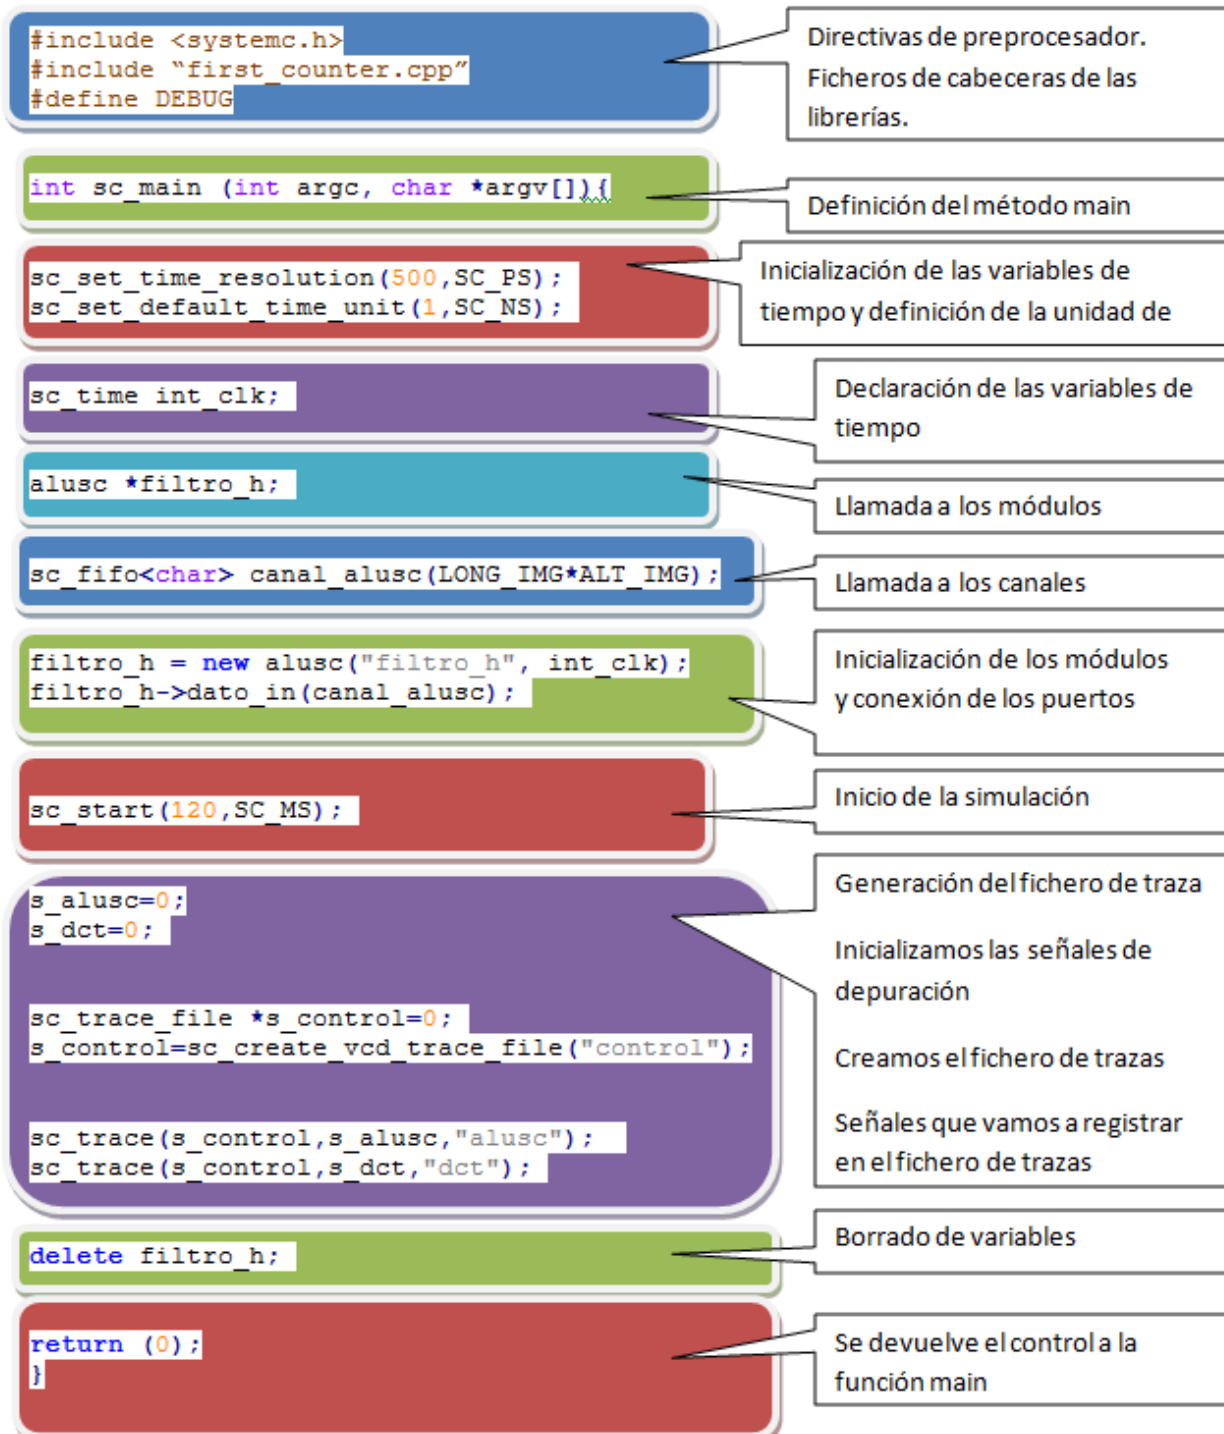 #include <systemc.h>
#include “first_counter.cpp”
#define DEBUG
Directivas de preprocesador.
Ficheros de cabeceras de las
librerías.
int sc_main (int argc, char *argv[]){
Definición del método main
sc_set_time_resolution(500,SC_PS);
sc_set_default_time_unit(1,SC_NS);
Inicialización de las variables de
tiempo y definición de la unidad de
sc_time int_clk;
Declaración de las variables de
tiempo
alusc *filtro_h;
Llamada a los módulos
sc_fifo<char> canal_alusc(LONG_IMG*ALT_IMG);
Llamada a los canales
filtro_h = new alusc("filtro_h", int_clk);
filtro_h->dato_in(canal_alusc);
Inicialización de los módulos
y conexión de los puertos
sc_start(120,SC_MS);
Inicio de la simulación
s_alusc=0;
s_dct=0;
sc_trace_file *s_control=0;
s_control=sc_create_vcd_trace_file("control");
sc_trace(s_control,s_alusc,"alusc");
sc_trace(s_control,s_dct,"dct");
Generación del fichero de traza
Inicializamos las señales de
depuración
Creamos el fichero de trazas
Señales que vamos a registrar
en el fichero de trazas
delete filtro_h;
Borrado de variables
return (0);
}
Se devuelve el control a la
función main